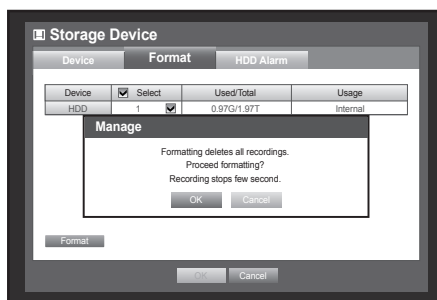 Storage Device
Device Format HDD Alarm
Device Select Used/Total Usage
HDD 1 0.97G/1.97T Internal
Manage
Formatting deletes all recordings.
Proceed formatting?
Recording stops few second.
OK Cancel
Format
OK Cancel